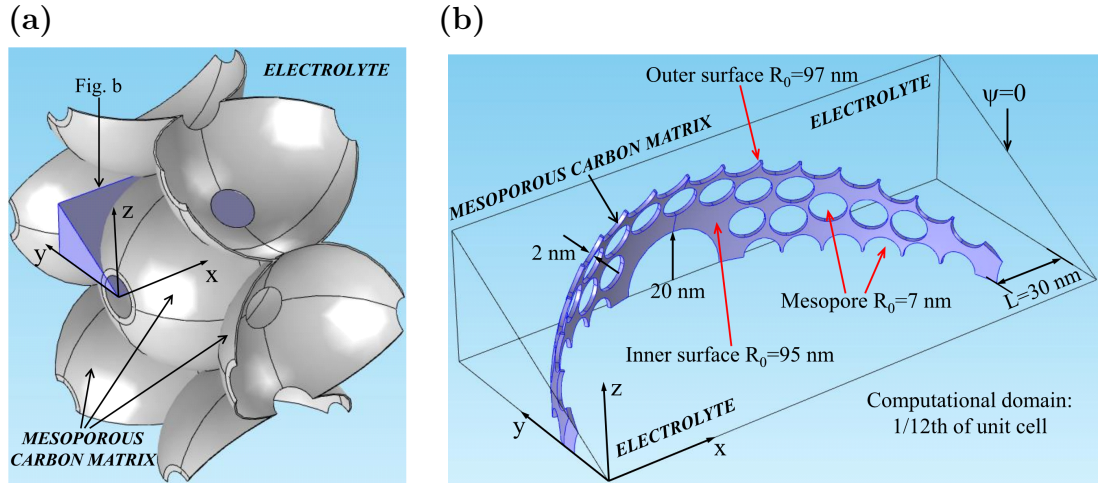 (a)
ELECTROLYTE
Fig. b
z
y
x
MESOPOROUS
CARBON MATRIX
(b)
Outer surface R₀=97 nm
ELECTROLYTE
ψ=0
MESOPOROUS CARBON MATRIX
2 nm
20 nm
Mesopore R₀=7 nm
L=30 nm
Inner surface R₀=95 nm
z
y
x
ELECTROLYTE
Computational domain:
1/12th of unit cell